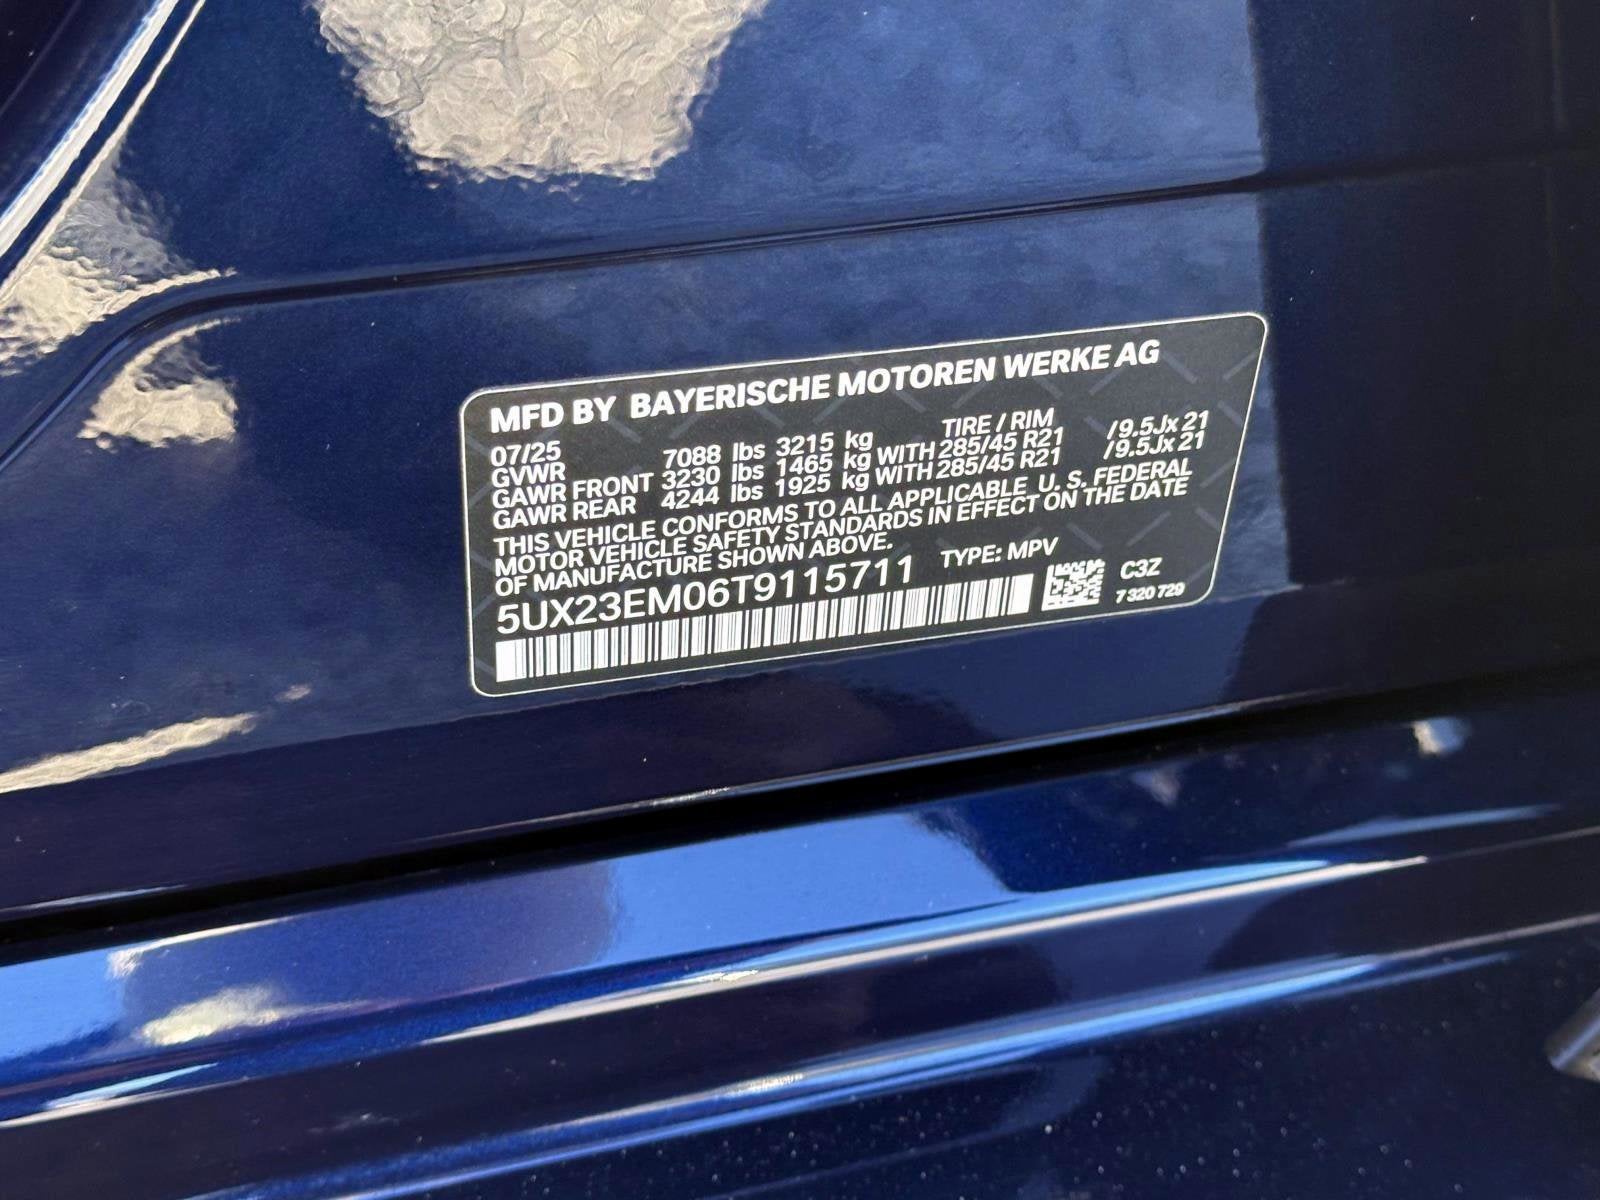 MFD BY BAYERISCHE MOTOREN WERKE AG
07/25 TIRE / RIM
GVWR 7088 lbs 3215 kg
GAWR FRONT 3230 lbs 1465 kg WITH 285/45 R21 /9.5Jx 21
GAWR REAR 4244 lbs 1925 kg WITH 285/45 R21 /9.5Jx 21
THIS VEHICLE CONFORMS TO ALL APPLICABLE U. S. FEDERAL
MOTOR VEHICLE SAFETY STANDARDS IN EFFECT ON THE DATE
OF MANUFACTURE SHOWN ABOVE. TYPE: MPV
5UX23EM06T9115711 C3Z
7 320 729